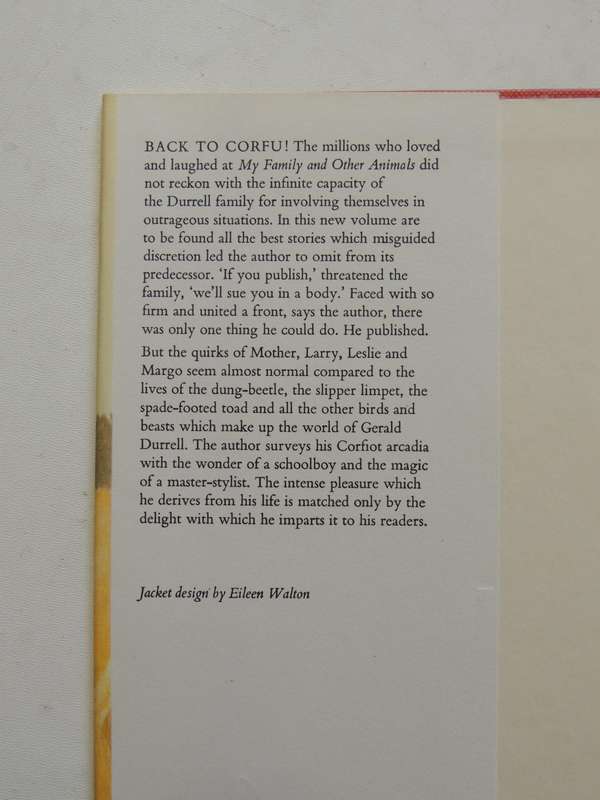 BACK TO CORFU! The millions who loved
and laughed at My Family and Other Animals did
not reckon with the infinite capacity of
the Durrell family for involving themselves in
outrageous situations. In this new volume are
to be found all the best stories which misguided
discretion led the author to omit from its
predecessor. ‘If you publish,’ threatened the
family, ‘we’ll sue you in a body.’ Faced with so
firm and united a front, says the author, there
was only one thing he could do. He published.
But the quirks of Mother, Larry, Leslie and
Margo seem almost normal compared to the
lives of the dung-beetle, the slipper limpet, the
spade-footed toad and all the other birds and
beasts which make up the world of Gerald
Durrell. The author surveys his Corfiot arcadia
with the wonder of a schoolboy and the magic
of a master-stylist. The intense pleasure which
he derives from his life is matched only by the
delight with which he imparts it to his readers.
Jacket design by Eileen Walton